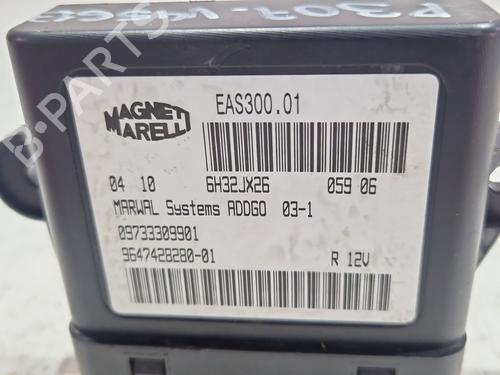 P307
B-PARTS
MAGNETI
MARELLI
EAS300.01
04 10
6H32JX26
059 06
MARWAL Systems ADDGO 03-1
09733309901
9647428280-01
R 12V